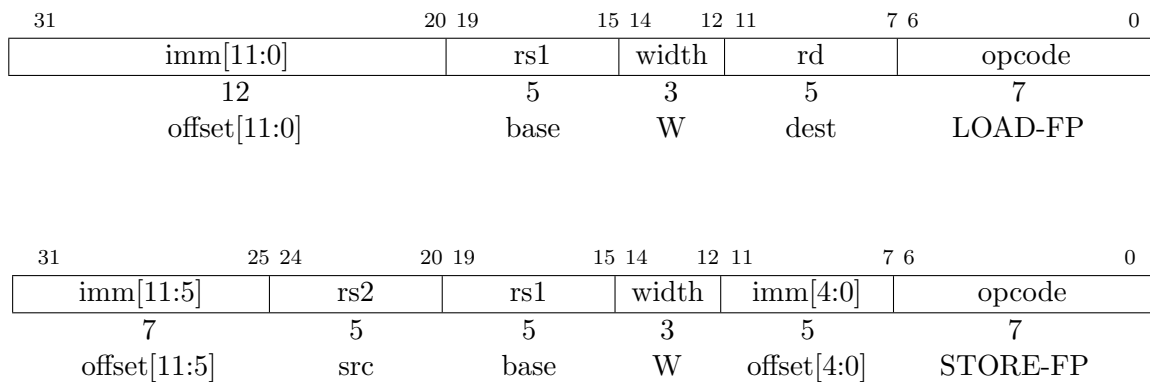 31 20 19 15 14 12 11 7 6 0
imm[11:0] rs1 width rd opcode
12 5 3 5 7
offset[11:0] base W dest LOAD-FP
31 25 24 20 19 15 14 12 11 7 6 0
imm[11:5] rs2 rs1 width imm[4:0] opcode
7 5 5 3 5 7
offset[11:5] src base W offset[4:0] STORE-FP